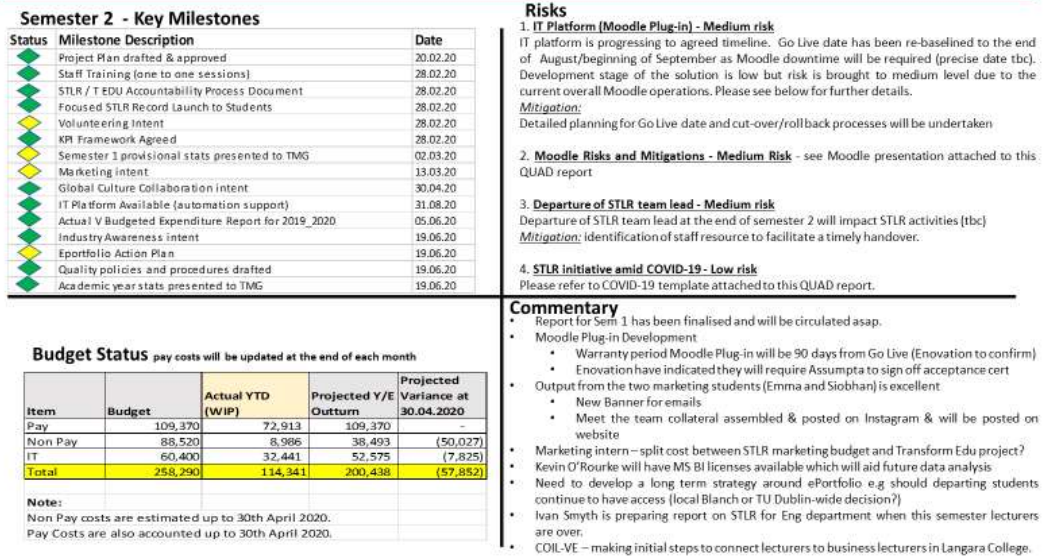 Semester 2 - Key Milestones
Status Milestone Description Date
Project Plan drafted & approved 20.02.20
Staff Training (one to one sessions) 28.02.20
STLR / T EDU Accountability Process Document 28.02.20
Focused STLR Record Launch to Students 28.02.20
Volunteering Intent 28.02.20
KPI Framework Agreed 28.02.20
Semester 1 provisional stats presented to TMG 02.03.20
Marketing intent 13.03.20
Global Culture Collaboration intent 30.04.20
IT Platform Available (automation support) 31.08.20
Actual V Budgeted Expenditure Report for 2019_2020 05.06.20
Industry Awareness intent 19.06.20
Eportfolio Action Plan 19.06.20
Quality policies and procedures drafted 19.06.20
Academic year stats presented to TMG 19.06.20
Risks
1. IT Platform (Moodle Plug-in) - Medium risk
IT platform is progressing to agreed timeline. Go Live date has been re-baselined to the end
of August/beginning of September as Moodle downtime will be required (precise date tbc).
Development stage of the solution is low but risk is brought to medium level due to the
current overall Moodle operations. Please see below for further details.
Mitigation:
Detailed planning for Go Live date and cut-over/rollback processes will be undertaken
2. Moodle Risks and Mitigations - Medium Risk - see Moodle presentation attached to this
QUAD report
3. Departure of STLR team lead - Medium risk
Departure of STLR team lead at the end of semester 2 will impact STLR activities (tbc)
Mitigation: identification of staff resource to facilitate a timely handover.
4. STLR initiative amid COVID-19 - Low risk
Please refer to COVID-19 template attached to this QUAD report.
Budget Status pay costs will be updated at the end of each month
Item Budget Actual YTD (WIP) Projected Y/E Outturn Projected Variance at 30.04.2020
Pay 109,370 72,913 109,370 -
Non Pay 88,520 8,986 38,493 (50,027)
IT 60,400 32,441 52,575 (7,825)
Total 258,290 114,341 200,438 (57,852)
Note:
Non Pay costs are estimated up to 30th April 2020.
Pay Costs are also accounted up to 30th April 2020.
Commentary
• Report for Sem 1 has been finalised and will be circulated asap.
• Moodle Plug-in Development
• Warranty period Moodle Plug-in will be 90 days from Go Live (Enovation to confirm)
• Enovation have indicated they will require Assumpta to sign off acceptance cert
• Output from the two marketing students (Emma and Siobhan) is excellent
• New Banner for emails
• Meet the team collateral assembled & posted on Instagram & will be posted on
website
• Marketing intern – split cost between STLR marketing budget and Transform Edu project?
• Kevin O'Rourke will have MS BI licenses available which will aid future data analysis
• Need to develop a long term strategy around ePortfolio e.g should departing students
continue to have access (local Blanch or TU Dublin-wide decision?)
• Ivan Smyth is preparing report on STLR for Eng department when this semester lecturers
are over.
• COIL-VE – making initial steps to connect lecturers to business lecturers in Langara College.